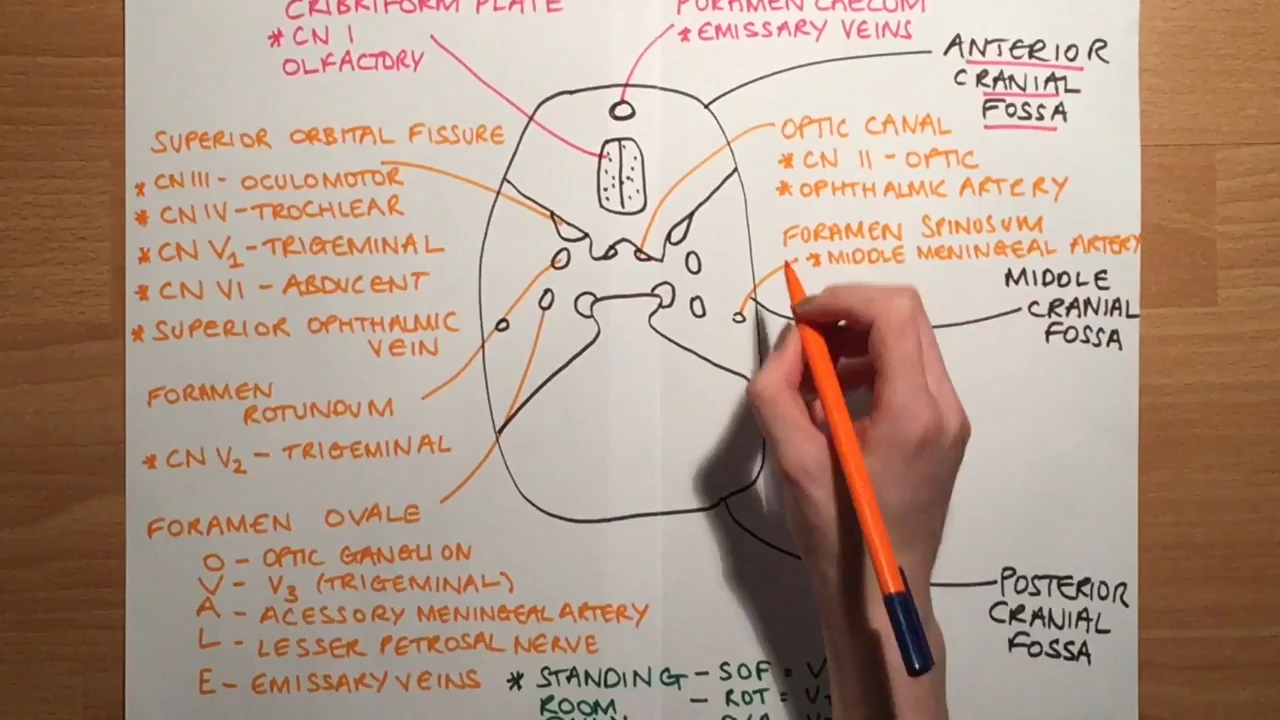 CRIBRIFORM PLATE
* CN I
OLFACTORY
FORAMEN CAECUM
* EMISSARY VEINS
ANTERIOR
CRANIAL
FOSSA
SUPERIOR ORBITAL FISSURE
* CN III - OCULOMOTOR
* CN IV - TROCHLEAR
* CN V1 - TRIGEMINAL
* CN VI - ABDUCENT
* SUPERIOR OPHTHALMIC
VEIN
OPTIC CANAL
* CN II - OPTIC
* OPHTHALMIC ARTERY
FORAMEN SPINOSUM
* MIDDLE MENINGEAL ARTERY
MIDDLE
CRANIAL
FOSSA
FORAMEN
ROTUNDUM
* CN V2 - TRIGEMINAL
FORAMEN OVALE
O - OPTIC GANGLION
V - V3 (TRIGEMINAL)
A - ACESSORY MENINGEAL ARTERY
L - LESSER PETROSAL NERVE
E - EMISSARY VEINS
POSTERIOR
CRANIAL
FOSSA
* STANDING - SOF = V
ROOM - ROT = V